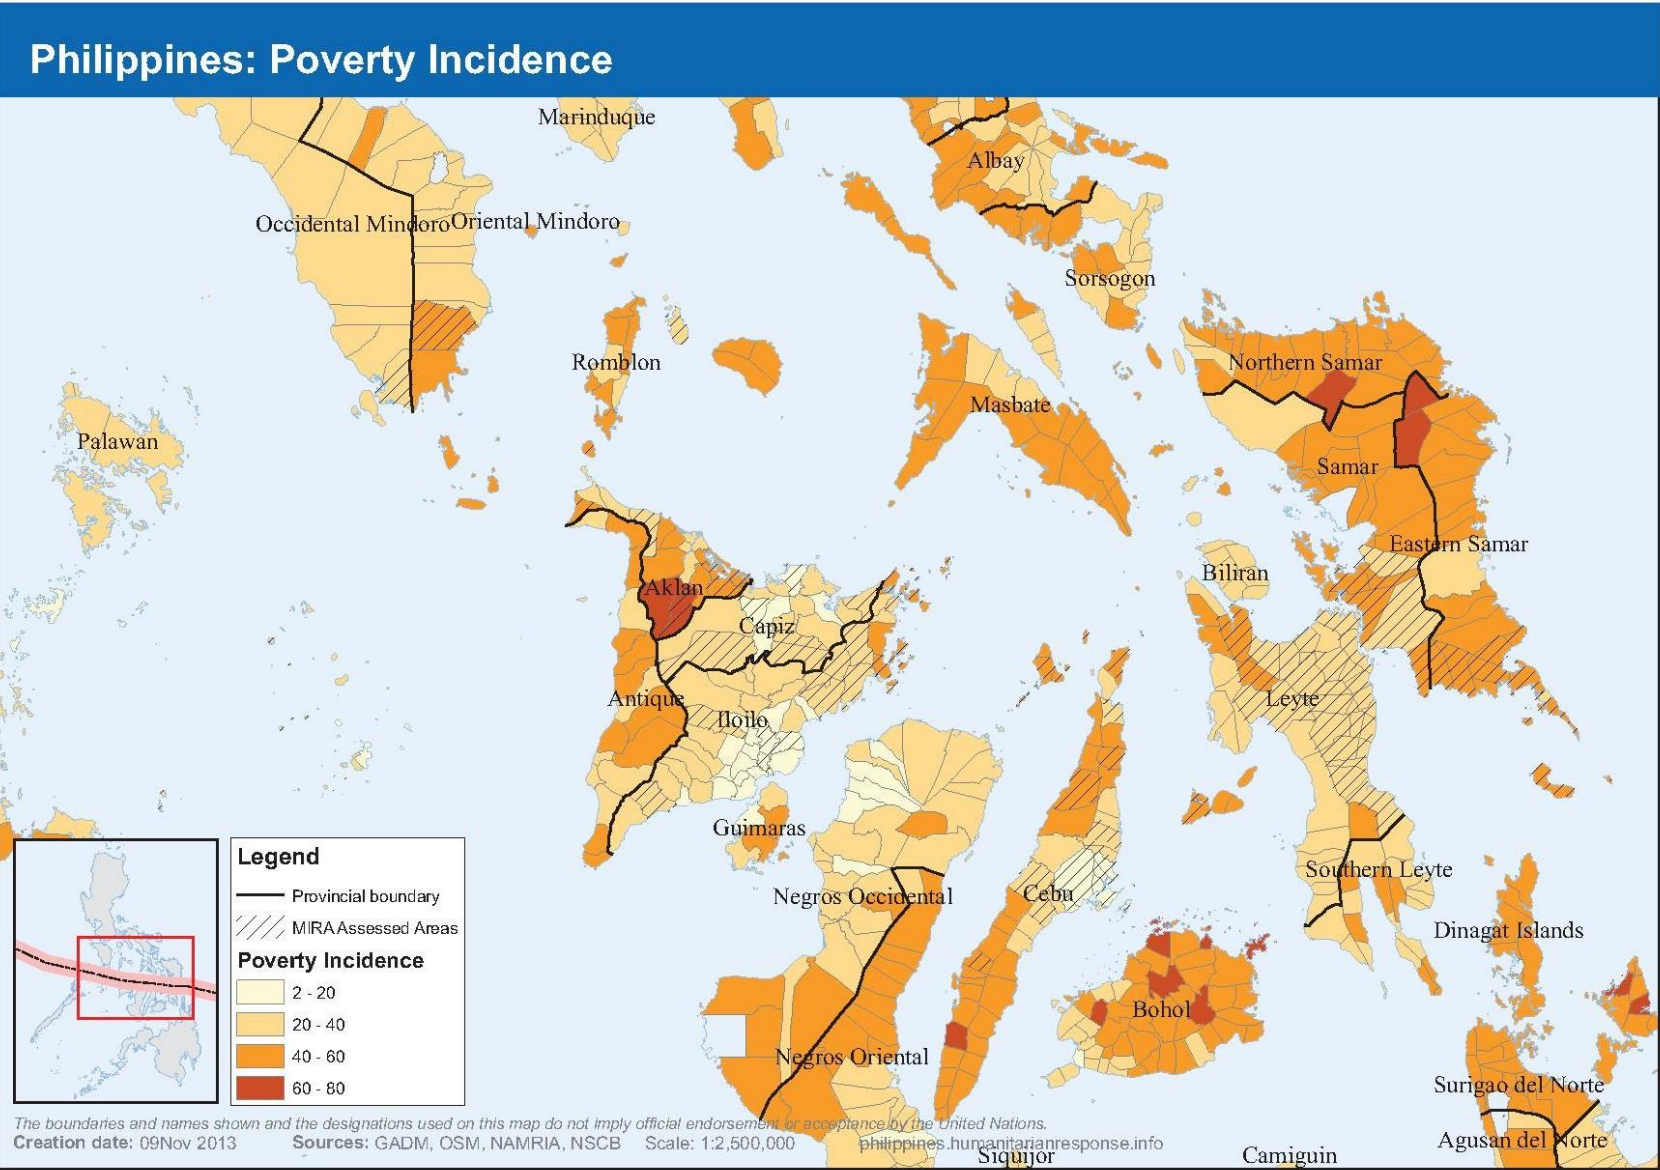 Philippines: Poverty Incidence
Marinduque
Albay
Occidental Mindoro
Oriental Mindoro
Sorsogon
Romblon
Northern Samar
Masbate
Palawan
Samar
Eastern Samar
Biliran
Aklan
Capiz
Antique
Leyte
Iloilo
Guimaras
Southern Leyte
Negros Occidental
Cebu
Dinagat Islands
Bohol
Negros Oriental
Surigao del Norte
Agusan del Norte
Siquijor
Camiguin
Legend
Provincial boundary
MIRA Assessed Areas
Poverty Incidence
2 - 20
20 - 40
40 - 60
60 - 80
The boundaries and names shown and the designations used on this map do not imply official endorsement or acceptance by the United Nations.
Creation date: 09Nov 2013 Sources: GADM, OSM, NAMRIA, NSCB Scale: 1:2,500,000 philippines.humanitarianresponse.info